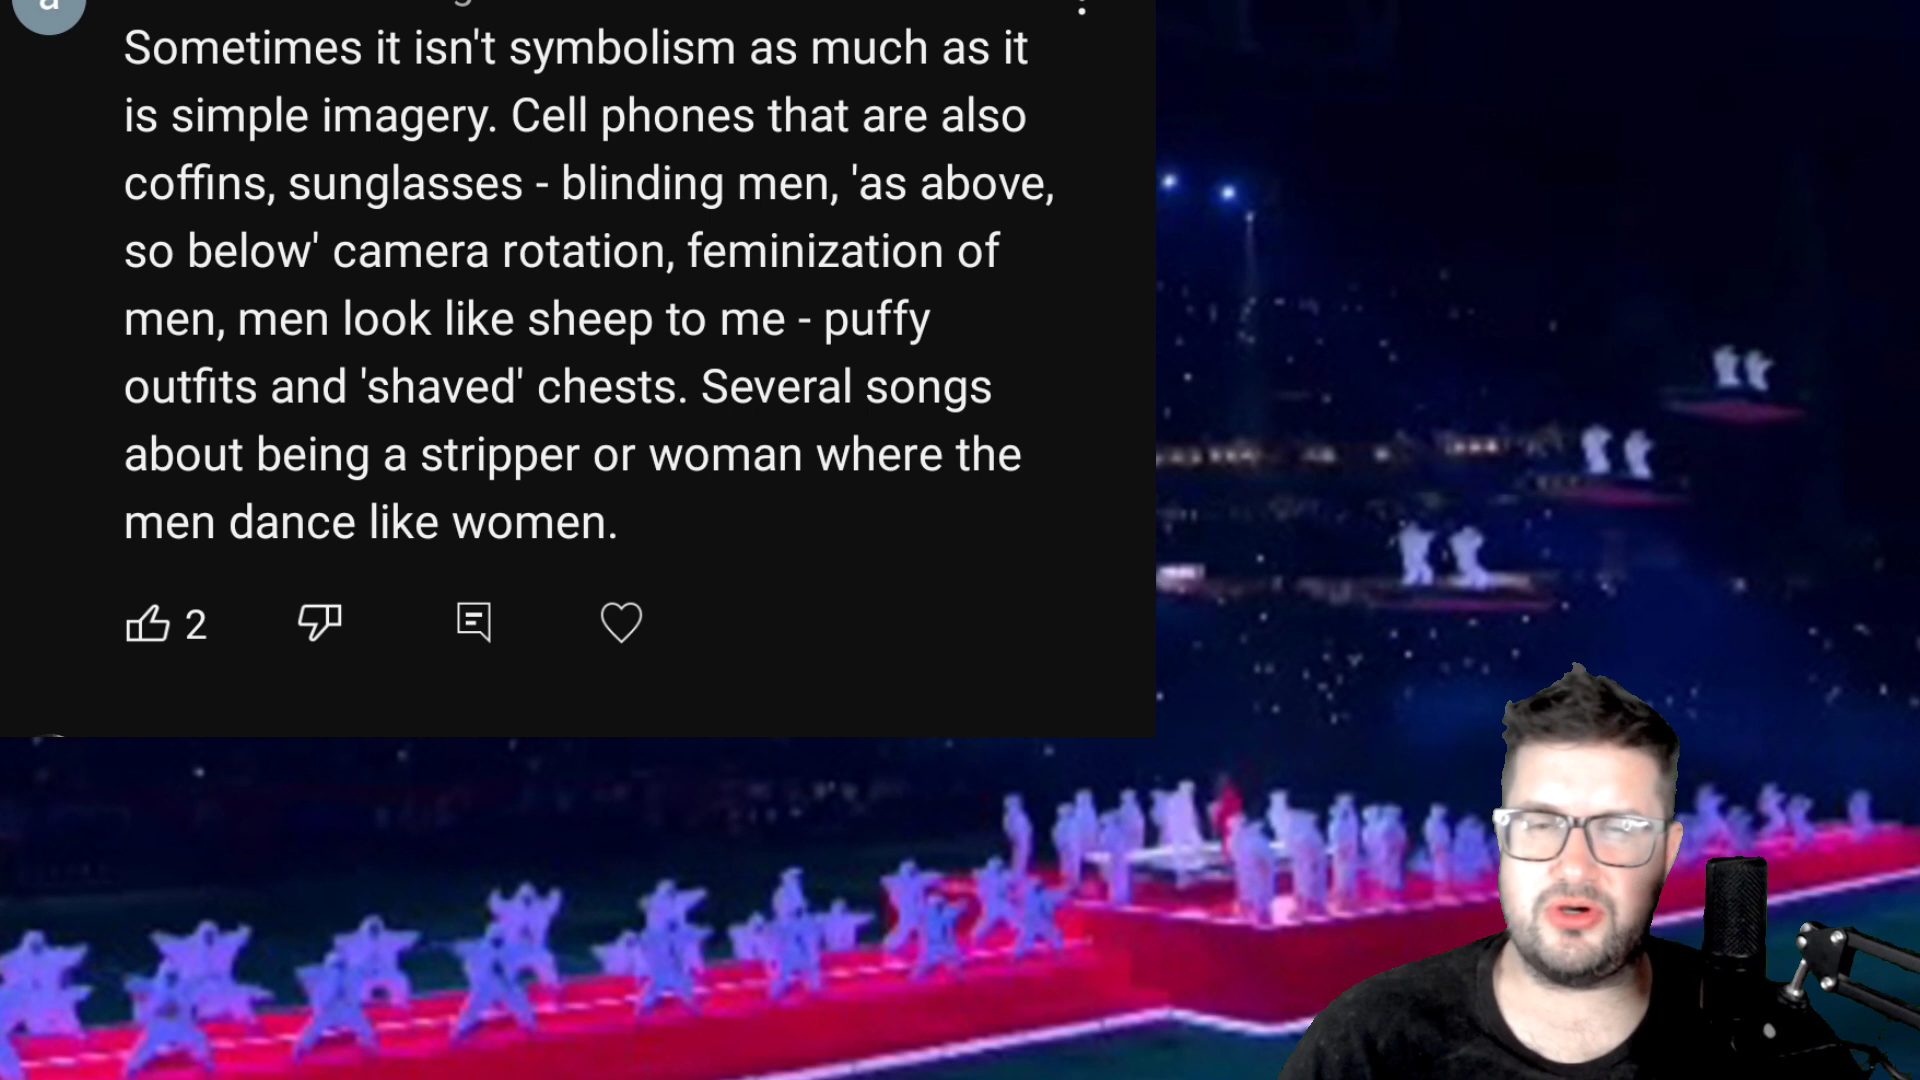 a
Sometimes it isn't symbolism as much as it
is simple imagery. Cell phones that are also
coffins, sunglasses - blinding men, 'as above,
so below' camera rotation, feminization of
men, men look like sheep to me - puffy
outfits and 'shaved' chests. Several songs
about being a stripper or woman where the
men dance like women.
2